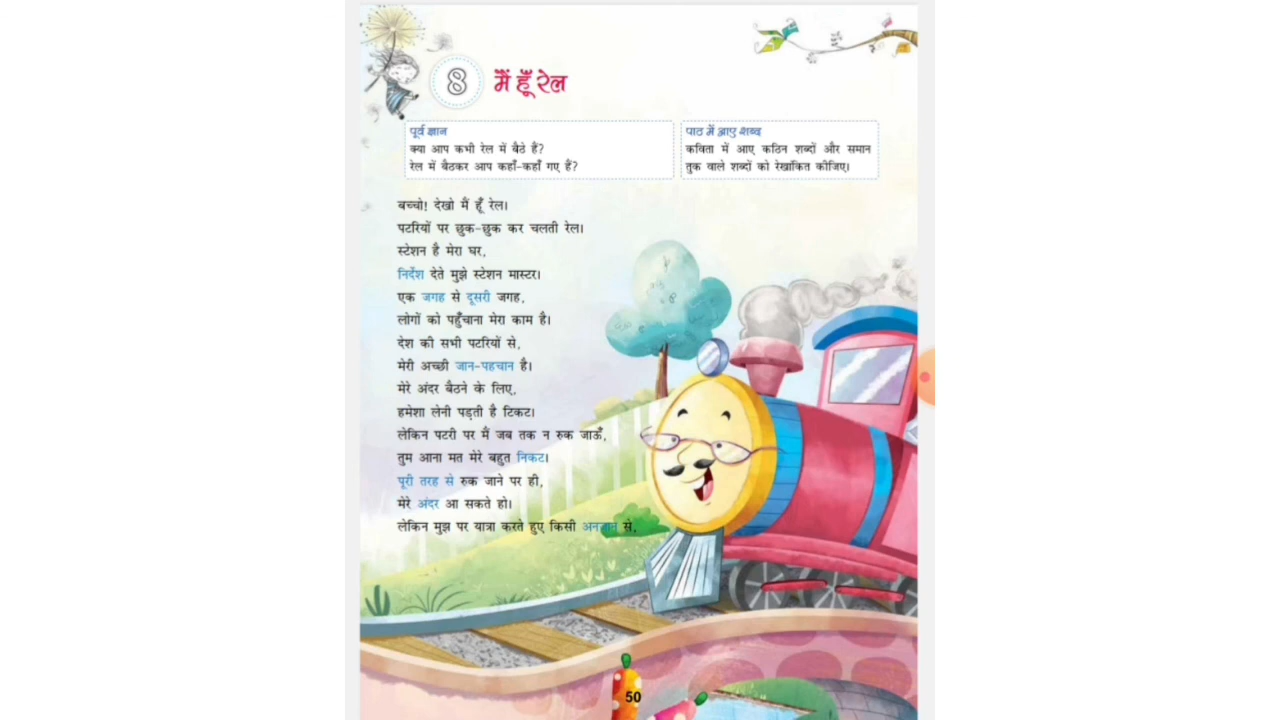 8
मैं हूँ रेल
पूर्व ज्ञान
क्या आप कभी रेल में बैठे हैं?
रेल में बैठकर आप कहाँ-कहाँ गए हैं?
पाठ में आए शब्द
कविता में आए कठिन शब्दों और समान
तुक वाले शब्दों को रेखांकित कीजिए।
बच्चो! देखो मैं हूँ रेल।
पटरियों पर छुक-छुक कर चलती रेल।
स्टेशन है मेरा घर,
निर्देश देते मुझे स्टेशन मास्टर।
एक जगह से दूसरी जगह,
लोगों को पहुँचाना मेरा काम है।
देश की सभी पटरियों से,
मेरी अच्छी जान-पहचान है।
मेरे अंदर बैठने के लिए,
हमेशा लेनी पड़ती है टिकट।
लेकिन पटरी पर मैं जब तक न रुक जाऊँ,
तुम आना मत मेरे बहुत निकट।
पूरी तरह से रुक जाने पर ही,
मेरे अंदर आ सकते हो।
लेकिन मुझ पर यात्रा करते हुए किसी अनजान से,
50